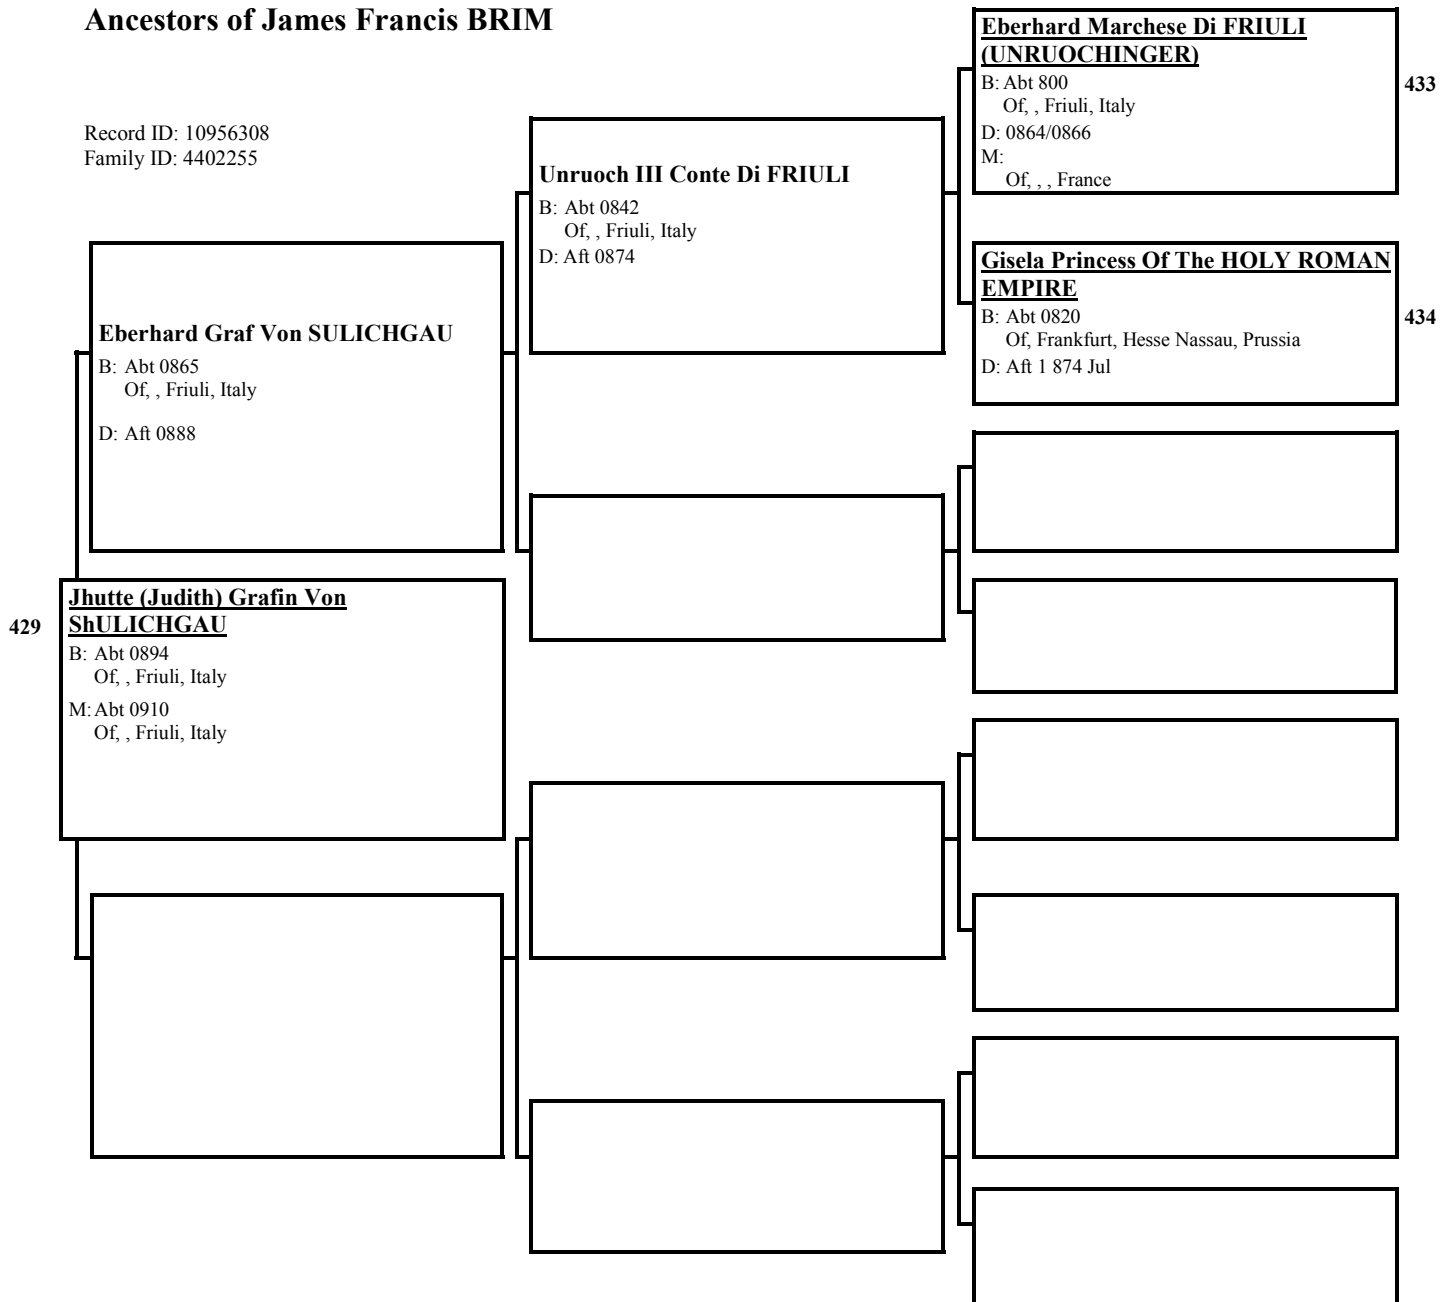 Ancestors of James Francis BRIM
Record ID: 10956308
Family ID: 4402255
Eberhard Marchese Di FRIULI
(UNRUOCHINGER)
B: Abt 800
Of, , Friuli, Italy
D: 0864/0866
M:
Of, , , France
433
Unruoch III Conte Di FRIULI
B: Abt 0842
Of, , Friuli, Italy
D: Aft 0874
Gisela Princess Of The HOLY ROMAN
EMPIRE
B: Abt 0820
Of, Frankfurt, Hesse Nassau, Prussia
D: Aft 1 874 Jul
434
Eberhard Graf Von SULICHGAU
B: Abt 0865
Of, , Friuli, Italy
D: Aft 0888
429
Jhutte (Judith) Grafin Von
ShULICHGAU
B: Abt 0894
Of, , Friuli, Italy
M: Abt 0910
Of, , Friuli, Italy